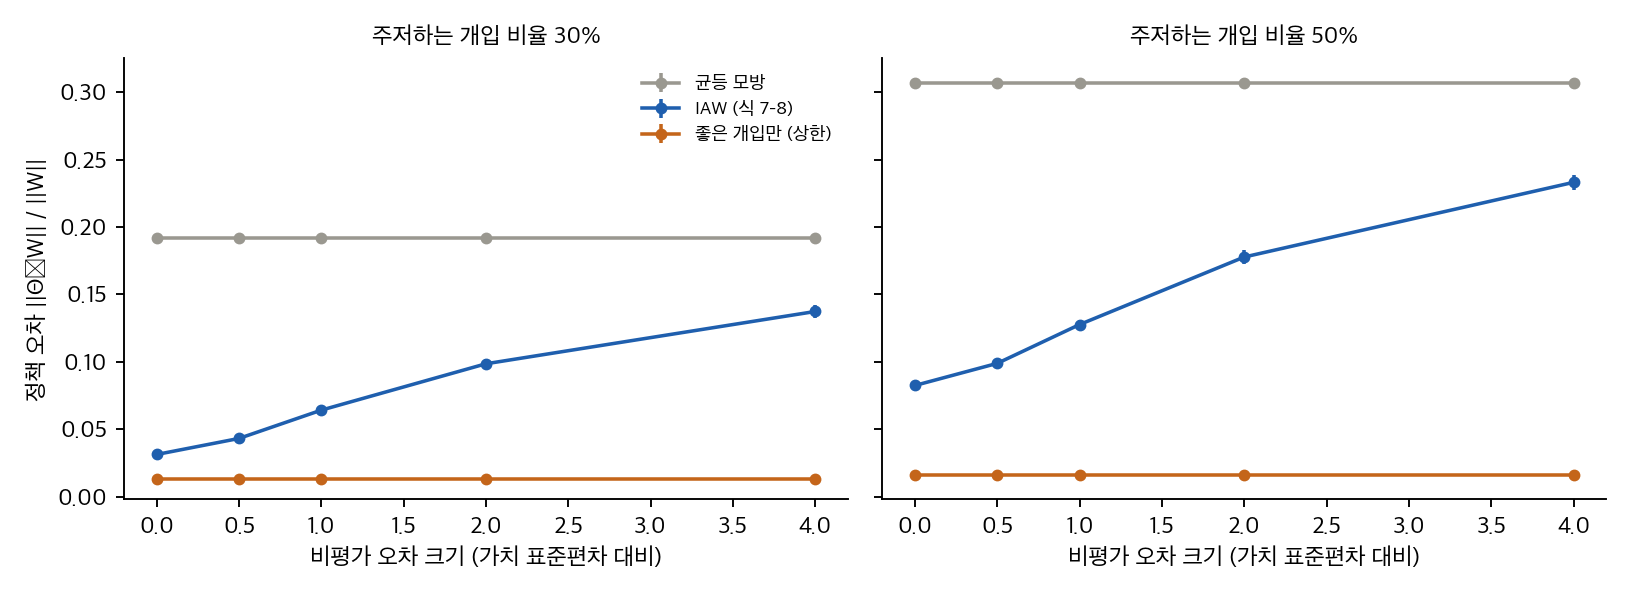 주저하는 개입 비율 30%
주저하는 개입 비율 50%
균등 모방
IAW (식 7-8)
좋은 개입만 (상한)
정책 오차 ||Θ☒W|| / ||W||
0.30
0.25
0.20
0.15
0.10
0.05
0.00
0.0 0.5 1.0 1.5 2.0 2.5 3.0 3.5 4.0
0.0 0.5 1.0 1.5 2.0 2.5 3.0 3.5 4.0
비평가 오차 크기 (가치 표준편차 대비)
비평가 오차 크기 (가치 표준편차 대비)